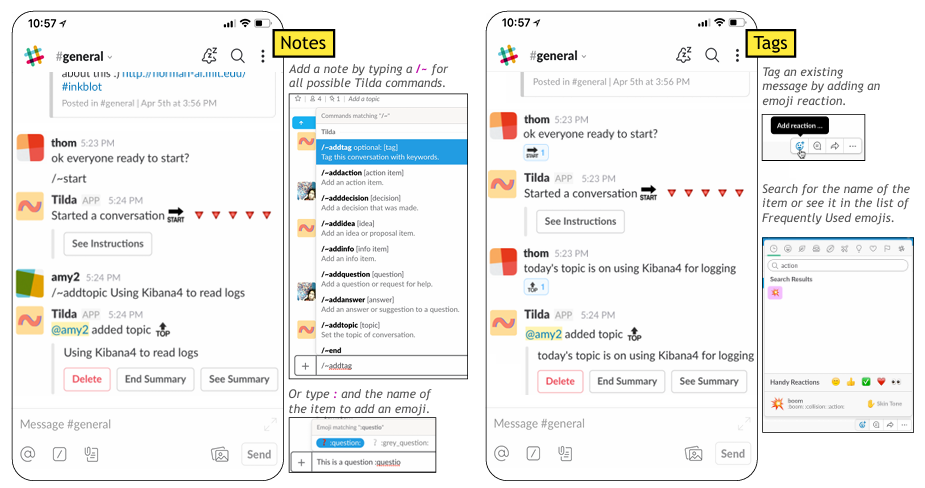 10:57
#general
about this :) http://norman-ai.mit.edu/
#inkblot
Posted in #general | Apr 5th at 3:56 PM
thom 5:23 PM
ok everyone ready to start?
/~start
Tilda APP 5:24 PM
Started a conversation START
See Instructions
amy2 5:24 PM
/~addtopic Using Kibana4 to read logs
Tilda APP 5:24 PM
@amy2 added topic TOP
Using Kibana4 to read logs
Delete End Summary See Summary
Message #general
Send
Notes
Add a note by typing a /~ for
all possible Tilda commands.
4 | 1 | Add a topic
Commands matching "/~"
Tilda
/~addtag optional: [tag]
Tag this conversation with keywords.
/~addaction [action item]
Add an action item.
/~adddecision [decision]
Add a decision that was made.
/~addidea [idea]
Add an idea or proposal item.
/~addinfo [info item]
Add an info item.
/~addquestion [question]
Add a question or request for help.
/~addanswer [answer]
Add an answer or suggestion to a question.
/~addtopic [topic]
Set the topic of conversation.
/~end
/~addtag
Or type : and the name of
the item to add an emoji.
Emoji matching ":questio"
:question: :grey_question:
This is a question :questio
10:57
#general
Posted in #general | Apr 5th at 3:56 PM
thom 5:23 PM
ok everyone ready to start?
START 1
Tilda APP 5:23 PM
Started a conversation START
See Instructions
thom 5:23 PM
today's topic is on using Kibana4 for logging
TOP 1
Tilda APP 5:24 PM
@amy2 added topic TOP
today's topic is on using Kibana4 for logging
Delete End Summary See Summary
Message #general
Send
Tags
Tag an existing
message by adding an
emoji reaction.
Add reaction ...
Search for the name of the
item or see it in the list of
Frequently Used emojis.
action
Search Results
Handy Reactions
boom
:boom: :collision: :action:
Skin Tone